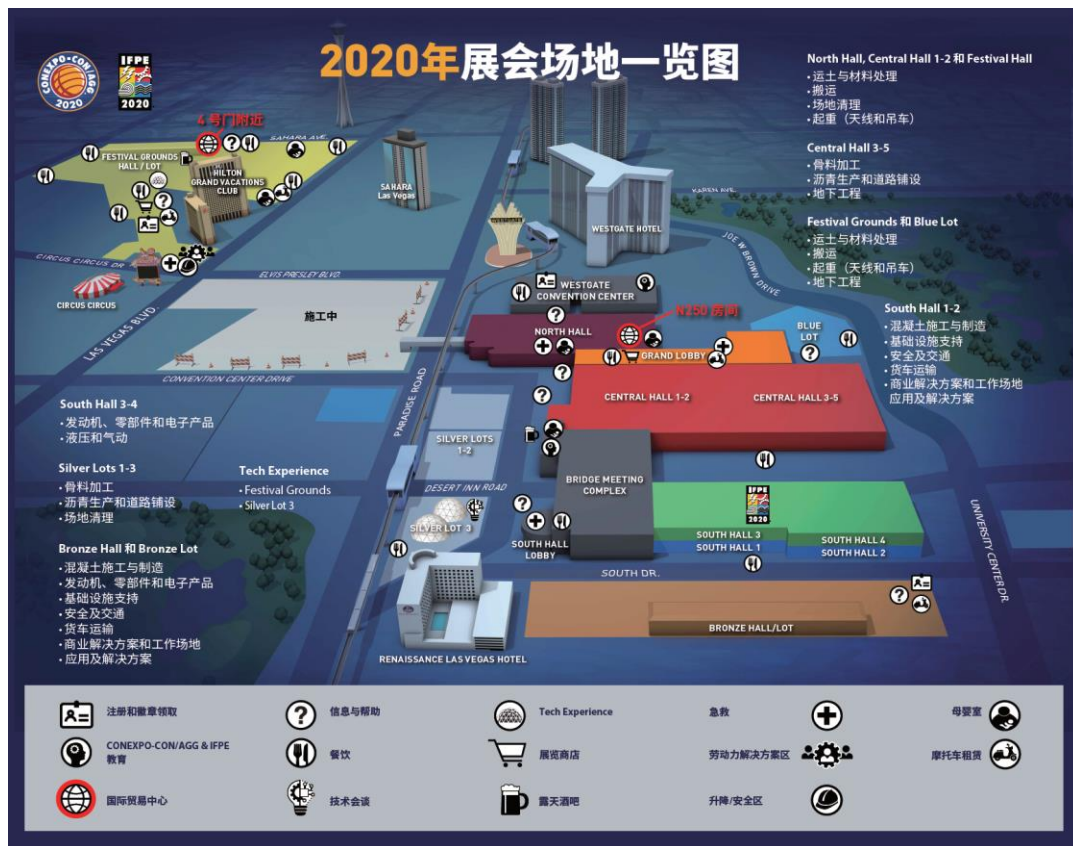 CONEXPO-CON/AGG
2020
IFPE
2020
2020年展会场地一览图
North Hall, Central Hall 1-2 和 Festival Hall
• 运土与材料处理
• 搬运
• 场地清理
• 起重（天线和吊车）
Central Hall 3-5
• 骨料加工
• 沥青生产和道路铺设
• 地下工程
Festival Grounds 和 Blue Lot
• 运土与材料处理
• 搬运
• 起重（天线和吊车）
• 地下工程
South Hall 1-2
• 混凝土施工与制造
• 基础设施支持
• 安全及交通
• 货车运输
• 商业解决方案和工作场地
应用及解决方案
4 号门附近
SAHARA AVE.
FESTIVAL GROUNDS
HALL / LOT
HILTON
GRAND VACATIONS
CLUB
SAHARA
Las Vegas
WESTGATE
WESTGATE HOTEL
KAREN AVE.
JOE W BROWN DRIVE
CIRCUS CIRCUS DR
CIRCUS CIRCUS
ELVIS PRESLEY BLVD.
LAS VEGAS BLVD.
施工中
CONVENTION CENTER DRIVE
WESTGATE
CONVENTION CENTER
N250 房间
NORTH HALL
GRAND LOBBY
BLUE
LOT
PARADISE ROAD
CENTRAL HALL 1-2
CENTRAL HALL 3-5
SILVER LOTS
1-2
DESERT INN ROAD
BRIDGE MEETING
COMPLEX
IFPE
2020
SILVER LOT 3
SOUTH HALL
LOBBY
SOUTH HALL 3
SOUTH HALL 1
SOUTH HALL 4
SOUTH HALL 2
UNIVERSITY CENTER DR.
SOUTH DR.
BRONZE HALL/LOT
RENAISSANCE LAS VEGAS HOTEL
South Hall 3-4
• 发动机、零部件和电子产品
• 液压和气动
Silver Lots 1-3
• 骨料加工
• 沥青生产和道路铺设
• 场地清理
Tech Experience
• Festival Grounds
• Silver Lot 3
Bronze Hall 和 Bronze Lot
• 混凝土施工与制造
• 发动机、零部件和电子产品
• 基础设施支持
• 安全及交通
• 货车运输
• 商业解决方案和工作场地
• 应用及解决方案
注册和徽章领取
信息与帮助
Tech Experience
急救
母婴室
CONEXPO-CON/AGG & IFPE
教育
餐饮
展览商店
劳动力解决方案区
摩托车租赁
国际贸易中心
技术会谈
露天酒吧
升降/安全区